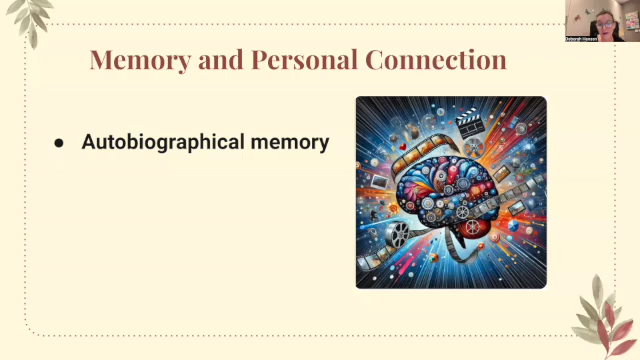 Memory and Personal Connection
● Autobiographical memory
Deborah Hanson